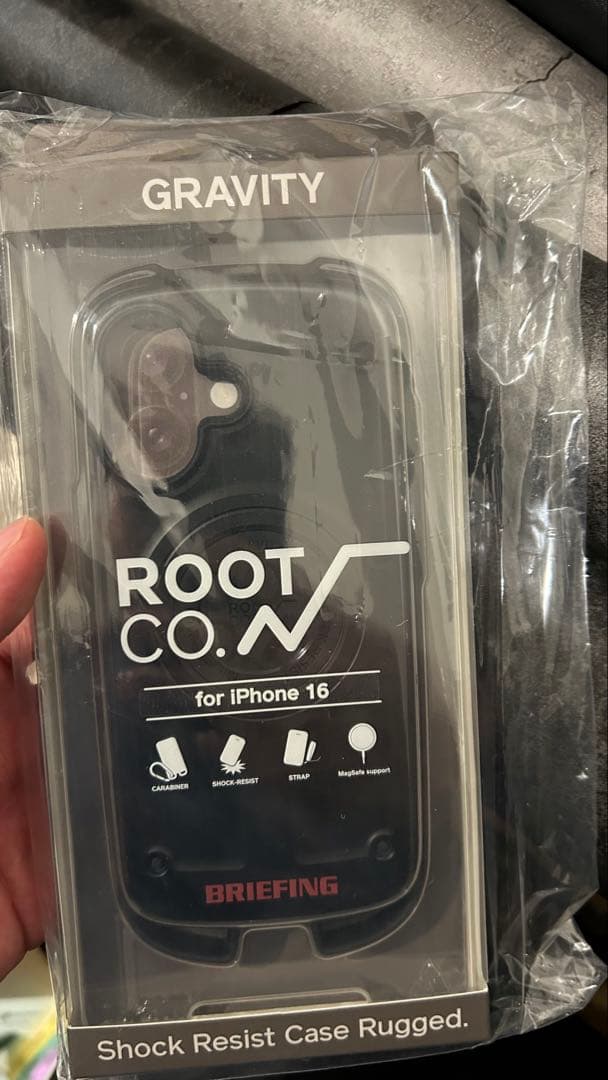 GRAVITY
ROOT
CO.
for iPhone 16
CARABINER
SHOCK-RESIST
STRAP
MagSafe support
BRIEFING
Shock Resist Case Rugged.